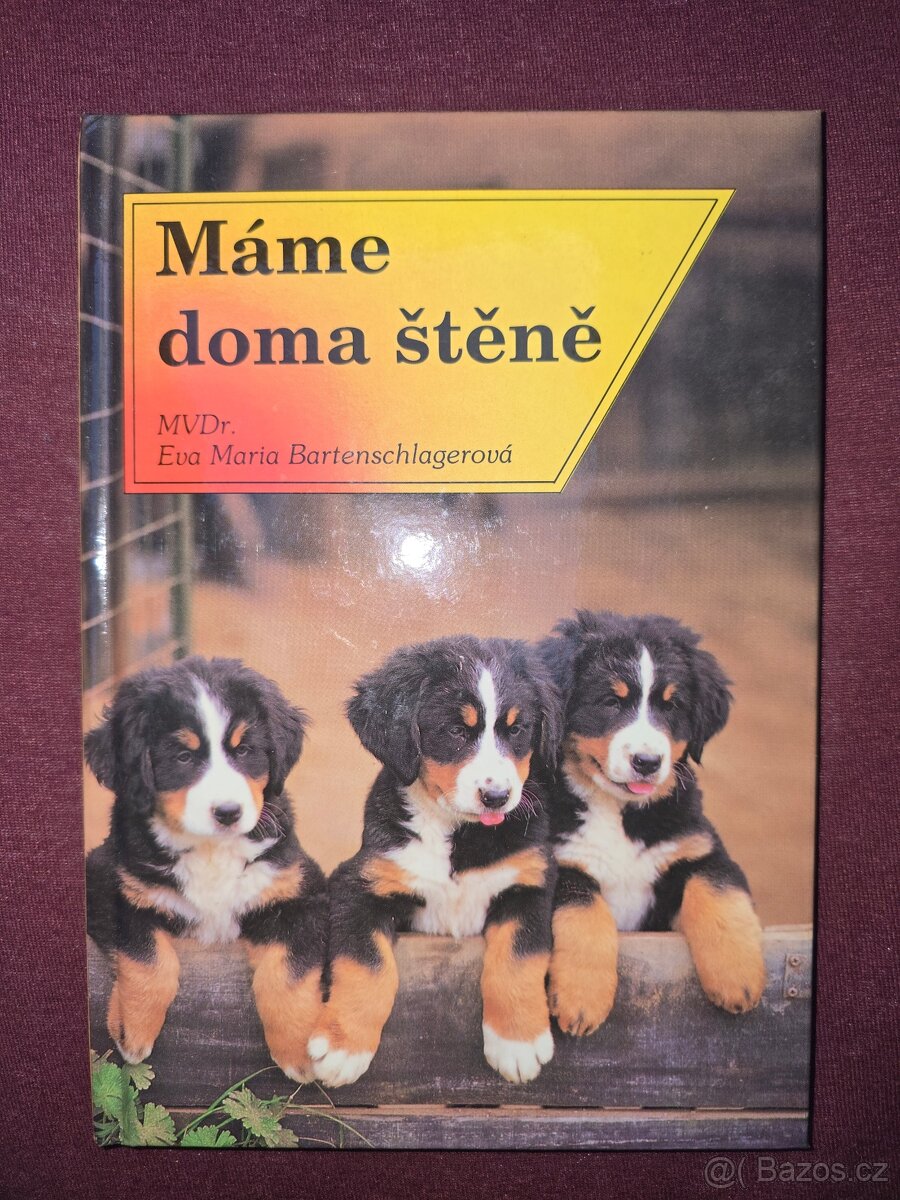 Máme
doma štěně
MVDr.
Eva Maria Bartenschlagerová
@( Bazos.cz